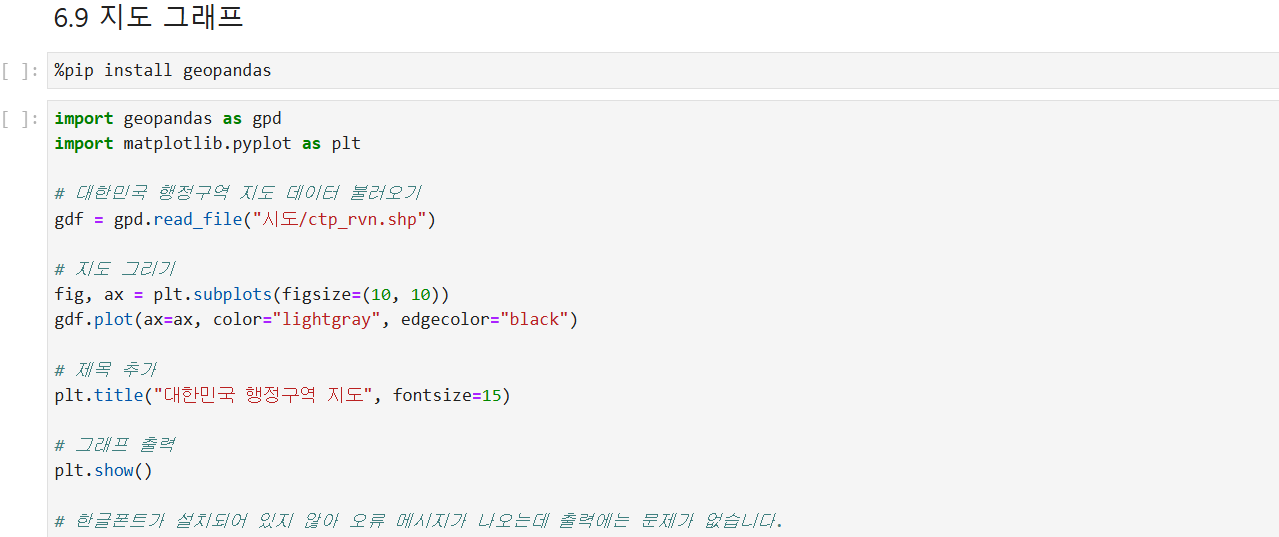 6.9 지도 그래프
[ ]:
%pip install geopandas
[ ]:
import geopandas as gpd
import matplotlib.pyplot as plt
# 대한민국 행정구역 지도 데이터 불러오기
gdf = gpd.read_file("시도/ctp_rvn.shp")
# 지도 그리기
fig, ax = plt.subplots(figsize=(10, 10))
gdf.plot(ax=ax, color="lightgray", edgecolor="black")
# 제목 추가
plt.title("대한민국 행정구역 지도", fontsize=15)
# 그래프 출력
plt.show()
# 한글폰트가 설치되어 있지 않아 오류 메시지가 나오는데 출력에는 문제가 없습니다.